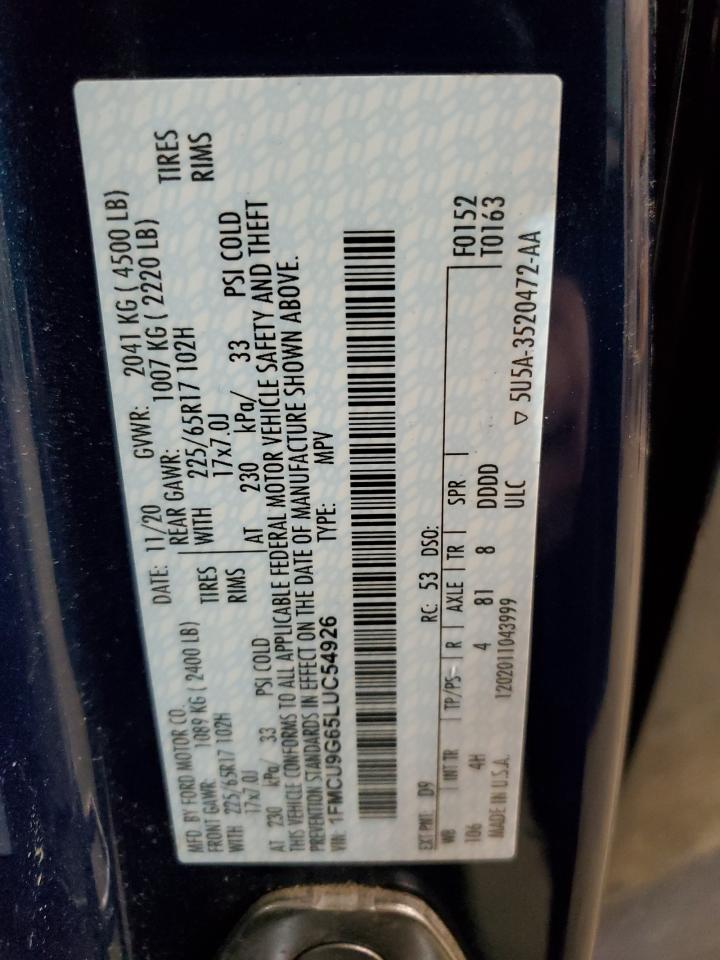 MFD. BY FORD MOTOR CO.
DATE: 11/20 GVWR: 2041 KG ( 4500 LB)
FRONT GAWR: 1089 KG ( 2400 LB) REAR GAWR: 1007 KG ( 2220 LB)
WITH 225/65R17 102H TIRES WITH 225/65R17 102H TIRES
17x7.0J RIMS 17x7.0J RIMS
AT 230 kPa/ 33 PSI COLD AT 230 kPa/ 33 PSI COLD
THIS VEHICLE CONFORMS TO ALL APPLICABLE FEDERAL MOTOR VEHICLE SAFETY AND THEFT
PREVENTION STANDARDS IN EFFECT ON THE DATE OF MANUFACTURE SHOWN ABOVE.
VIN: 1FMCU9G65LUC54926 TYPE: MPV
EXT PNT: D9 RC: 53 DSO: F0152
WB INT TR TP/PS R AXLE TR SPR T0163
106 4H 4 81 8 DDDD
MADE IN U.S.A. 1202011043999 ULC ▽ 5U5A-3520472-AA